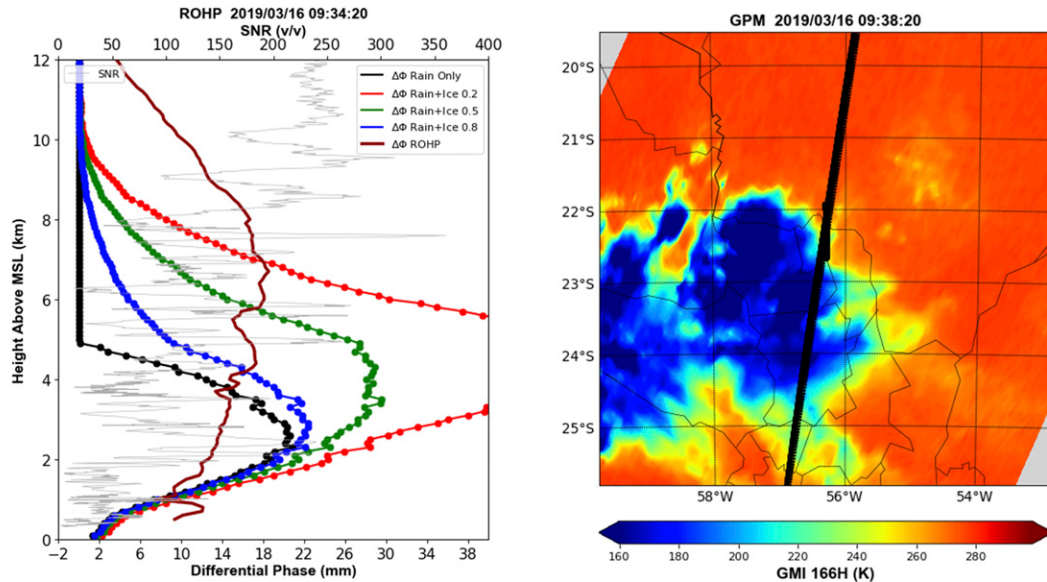 ROHP 2019/03/16 09:34:20
SNR (v/v)
0 50 100 150 200 250 300 350 400
SNR
ΔΦ Rain Only
ΔΦ Rain+Ice 0.2
ΔΦ Rain+Ice 0.5
ΔΦ Rain+Ice 0.8
ΔΦ ROHP
Height Above MSL (km)
12
10
8
6
4
2
0
-2 2 6 10 14 18 22 26 30 34 38
Differential Phase (mm)
GPM 2019/03/16 09:38:20
20°S
21°S
22°S
23°S
24°S
25°S
58°W 56°W 54°W
160 180 200 220 240 260 280
GMI 166H (K)